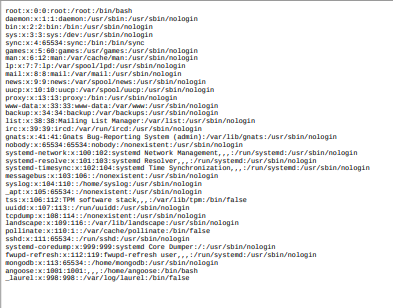 root:x:0:0:root:/root:/bin/bash
daemon:x:1:1:daemon:/usr/sbin:/usr/sbin/nologin
bin:x:2:2:bin:/bin:/usr/sbin/nologin
sys:x:3:3:sys:/dev:/usr/sbin/nologin
sync:x:4:65534:sync:/bin:/bin/sync
games:x:5:60:games:/usr/games:/usr/sbin/nologin
man:x:6:12:man:/var/cache/man:/usr/sbin/nologin
lp:x:7:7:lp:/var/spool/lpd:/usr/sbin/nologin
mail:x:8:8:mail:/var/mail:/usr/sbin/nologin
news:x:9:9:news:/var/spool/news:/usr/sbin/nologin
uucp:x:10:10:uucp:/var/spool/uucp:/usr/sbin/nologin
proxy:x:13:13:proxy:/bin:/usr/sbin/nologin
www-data:x:33:33:www-data:/var/www:/usr/sbin/nologin
backup:x:34:34:backup:/var/backups:/usr/sbin/nologin
list:x:38:38:Mailing List Manager:/var/list:/usr/sbin/nologin
irc:x:39:39:ircd:/var/run/ircd:/usr/sbin/nologin
gnats:x:41:41:Gnats Bug-Reporting System (admin):/var/lib/gnats:/usr/sbin/nologin
nobody:x:65534:65534:nobody:/nonexistent:/usr/sbin/nologin
systemd-network:x:100:102:systemd Network Management,,,:/run/systemd:/usr/sbin/nologin
systemd-resolve:x:101:103:systemd Resolver,,,:/run/systemd:/usr/sbin/nologin
systemd-timesync:x:102:104:systemd Time Synchronization,,,:/run/systemd:/usr/sbin/nologin
messagebus:x:103:106::/nonexistent:/usr/sbin/nologin
syslog:x:104:110::/home/syslog:/usr/sbin/nologin
_apt:x:105:65534::/nonexistent:/usr/sbin/nologin
tss:x:106:112:TPM software stack,,,:/var/lib/tpm:/bin/false
uuidd:x:107:113::/run/uuidd:/usr/sbin/nologin
tcpdump:x:108:114::/nonexistent:/usr/sbin/nologin
landscape:x:109:116::/var/lib/landscape:/usr/sbin/nologin
pollinate:x:110:1::/var/cache/pollinate:/bin/false
sshd:x:111:65534::/run/sshd:/usr/sbin/nologin
systemd-coredump:x:999:999:systemd Core Dumper:/:/usr/sbin/nologin
fwupd-refresh:x:112:119:fwupd-refresh user,,,:/run/systemd:/usr/sbin/nologin
mongodb:x:113:65534::/home/mongodb:/usr/sbin/nologin
angoose:x:1001:1001:,,,:/home/angoose:/bin/bash
_laurel:x:998:998::/var/log/laurel:/bin/false